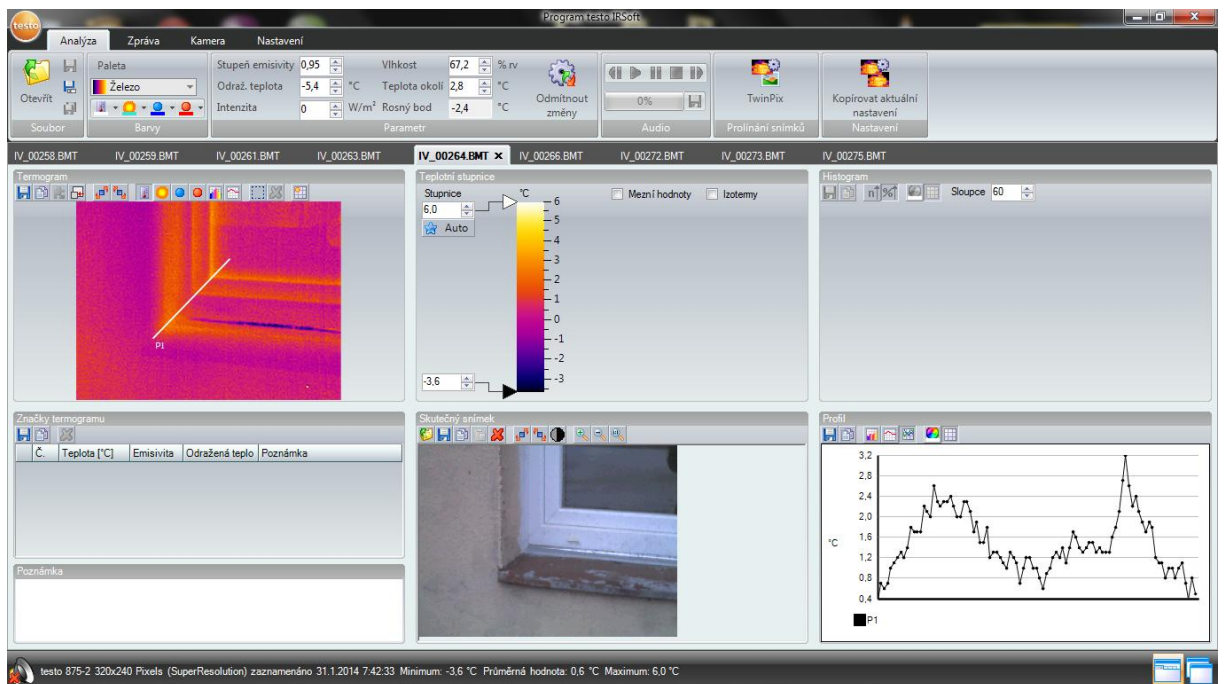 testo
Program testo IRSoft
Analýza Zpráva Kamera Nastavení
Otevřít
Soubor
Paleta
Železo
Barvy
Stupeň emisivity 0,95 Vlhkost 67,2 % rv
Odraž. teplota -5,4 °C Teplota okolí 2,8 °C
Intenzita 0 W/m² Rosný bod -2,4 °C
Odmítnout
změny
Parametr
0%
Audio
TwinPix
Prolínání snímků
Kopírovat aktuální
nastavení
Nastavení
IV_00258.BMT IV_00259.BMT IV_00261.BMT IV_00263.BMT IV_00264.BMT IV_00266.BMT IV_00272.BMT IV_00273.BMT IV_00275.BMT
Termogram
P1
Teplotní stupnice
Stupnice °C
6,0
Auto
6
5
4
3
2
1
0
-1
-2
-3
-3,6
Mezní hodnoty Izotermy
Histogram
n %
Sloupce 60
Značky termogramu
Č. Teplota [°C] Emisivita Odražená teplo Poznámka
Poznámka
Skutečný snímek
Profil
3,2
2,8
2,4
2,0
°C 1,6
1,2
0,8
0,4
P1
testo 875-2 320x240 Pixels (SuperResolution) zaznamenáno 31.1.2014 7:42:33 Minimum: -3,6 °C Průměrná hodnota: 0,6 °C Maximum: 6,0 °C